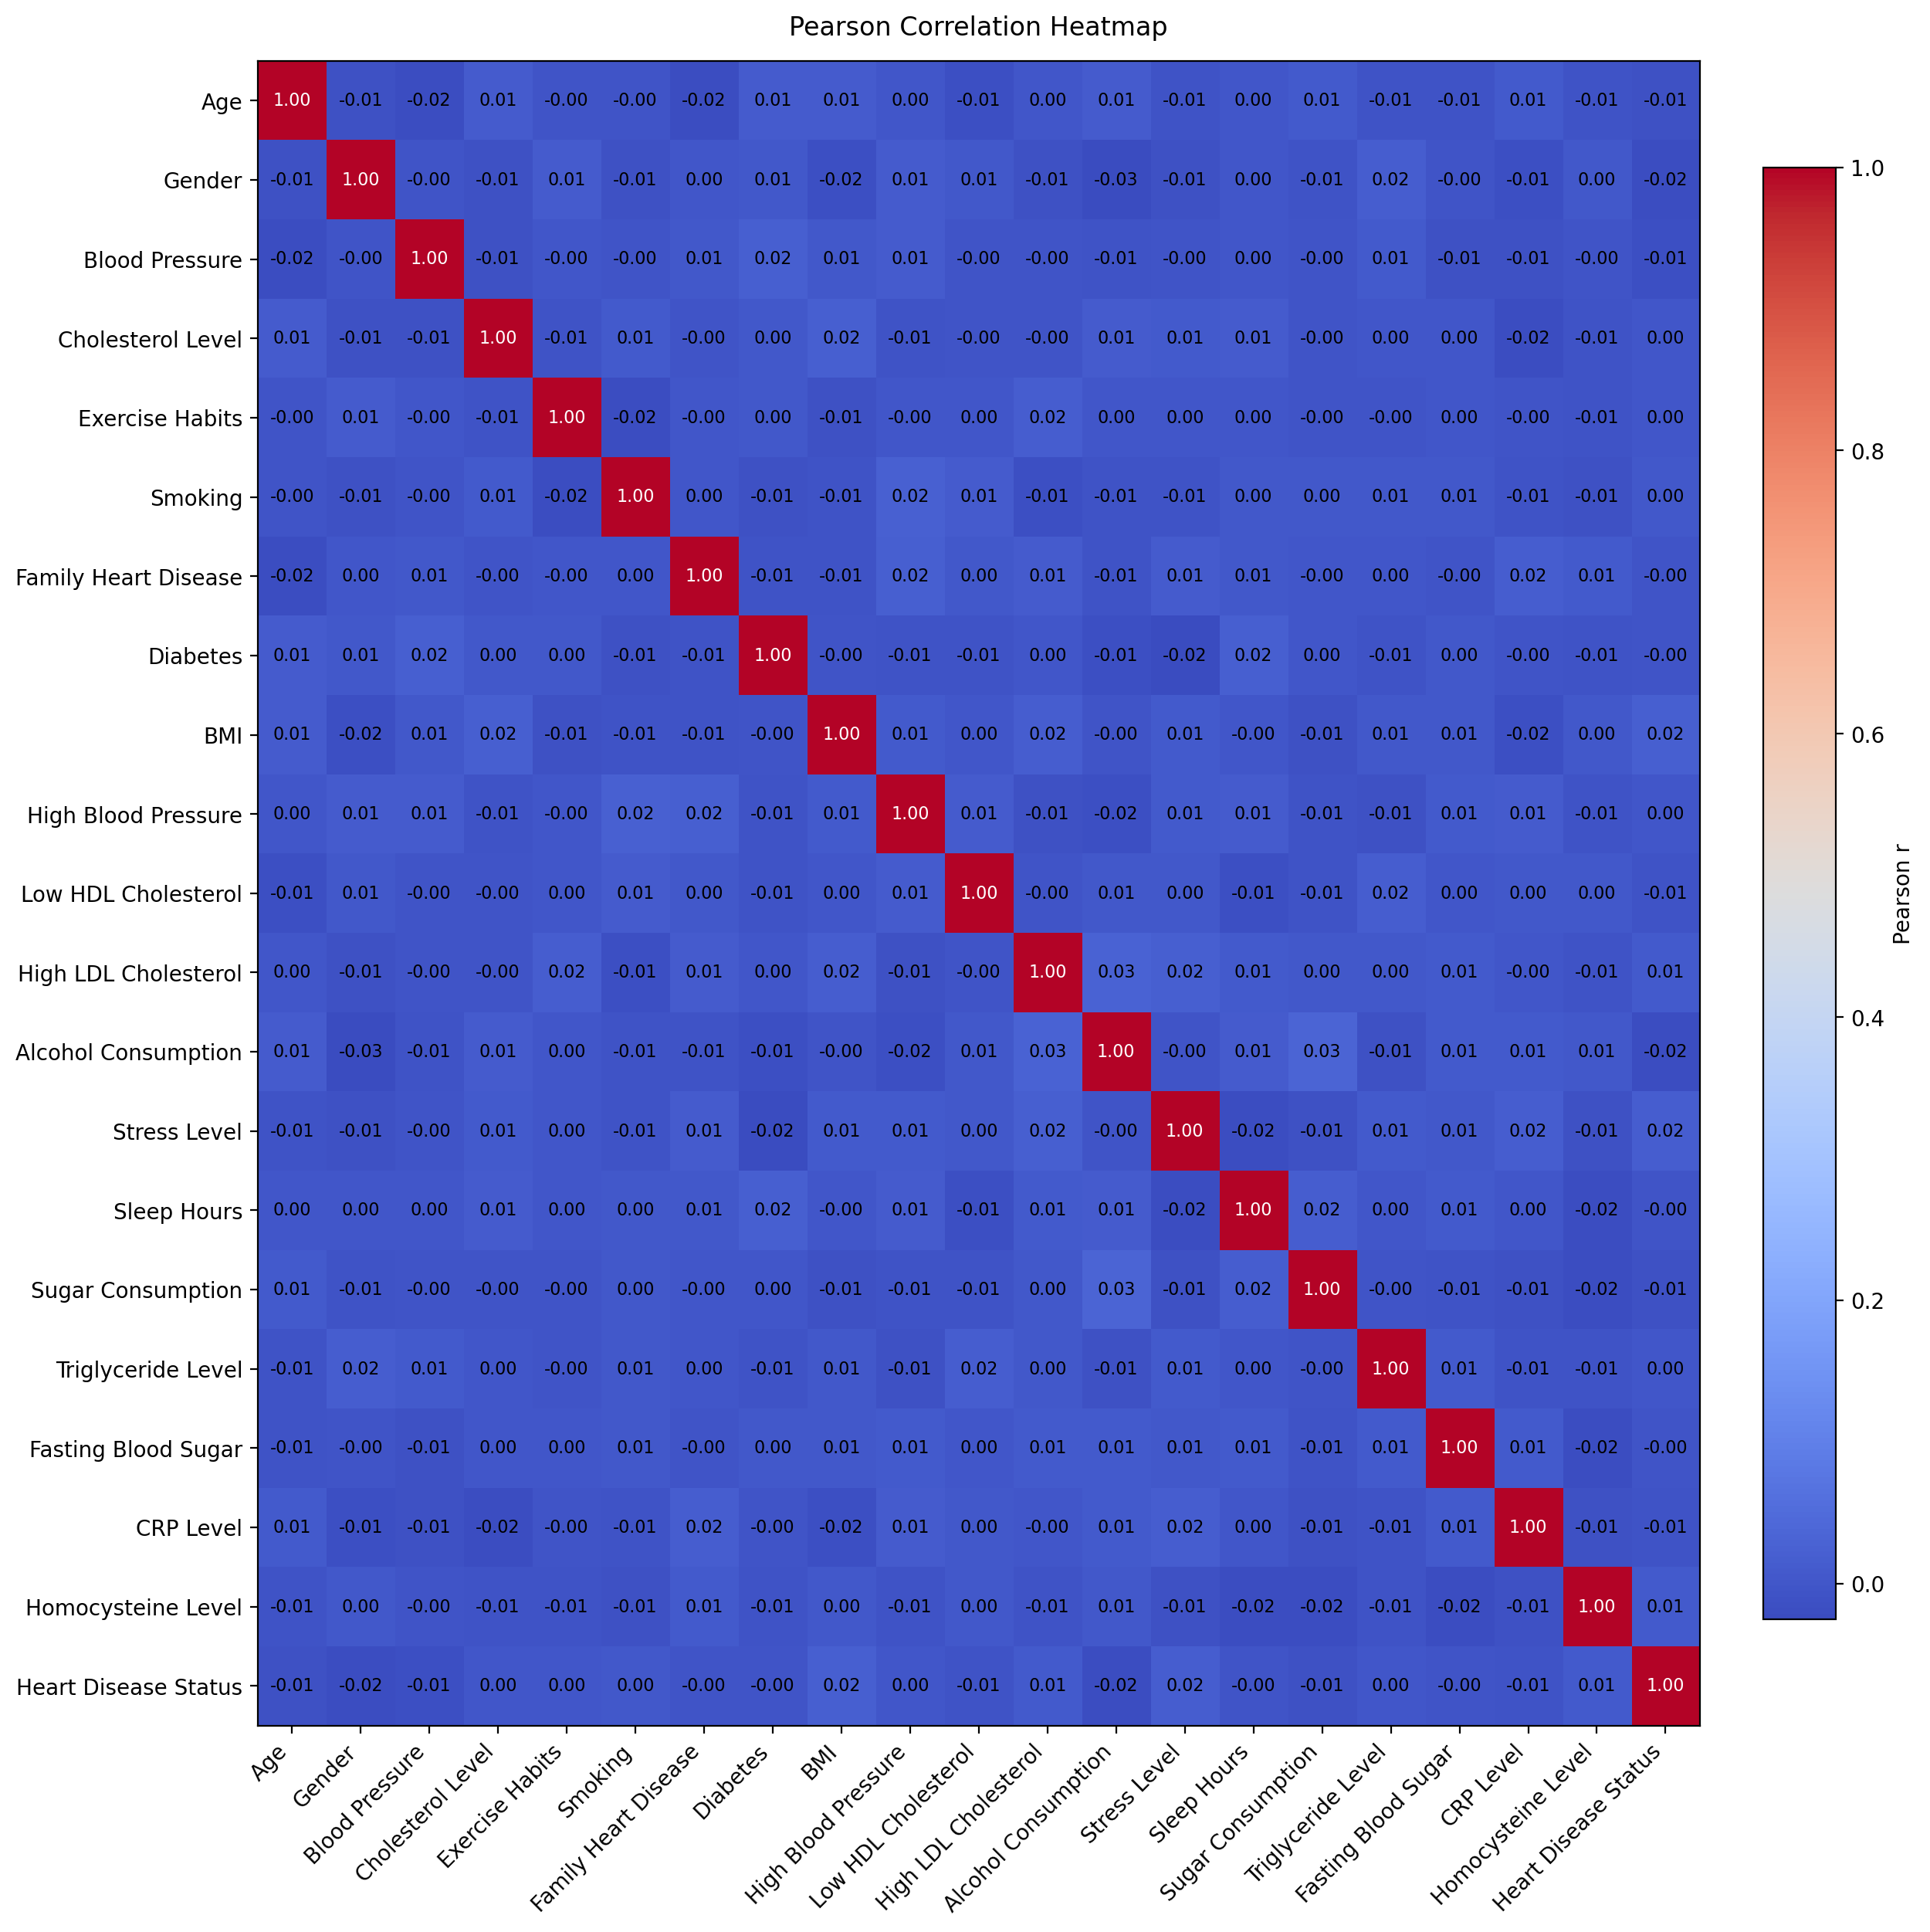 Pearson Correlation Heatmap
Age 1.00 -0.01 -0.02 0.01 -0.00 -0.00 -0.02 0.01 0.01 0.00 -0.01 0.00 0.01 -0.01 0.00 0.01 -0.01 -0.01 0.01 -0.01 -0.01
Gender -0.01 1.00 -0.00 -0.01 0.01 -0.01 0.00 0.01 -0.02 0.01 0.01 -0.01 -0.03 -0.01 0.00 -0.01 0.02 -0.00 -0.01 0.00 -0.02
Blood Pressure -0.02 -0.00 1.00 -0.01 -0.00 -0.00 0.01 0.02 0.01 0.01 -0.00 -0.00 -0.01 -0.00 0.00 -0.00 0.01 -0.01 -0.01 -0.00 -0.01
Cholesterol Level 0.01 -0.01 -0.01 1.00 -0.01 0.01 -0.00 0.00 0.02 -0.01 -0.00 -0.00 0.01 0.01 0.01 -0.00 0.00 0.00 -0.02 -0.01 0.00
Exercise Habits -0.00 0.01 -0.00 -0.01 1.00 -0.02 -0.00 0.00 -0.01 -0.00 0.00 0.02 0.00 0.00 0.00 -0.00 -0.00 0.00 -0.00 -0.01 0.00
Smoking -0.00 -0.01 -0.00 0.01 -0.02 1.00 0.00 -0.01 -0.01 0.02 0.01 -0.01 -0.01 -0.01 0.00 0.00 0.01 0.01 -0.01 -0.01 0.00
Family Heart Disease -0.02 0.00 0.01 -0.00 -0.00 0.00 1.00 -0.01 -0.01 0.02 0.00 0.01 -0.01 0.01 0.01 -0.00 0.00 -0.00 0.02 0.01 -0.00
Diabetes 0.01 0.01 0.02 0.00 0.00 -0.01 -0.01 1.00 -0.00 -0.01 -0.01 0.00 -0.01 -0.02 0.02 0.00 -0.01 0.00 -0.00 -0.01 -0.00
BMI 0.01 -0.02 0.01 0.02 -0.01 -0.01 -0.01 -0.00 1.00 0.01 0.00 0.02 -0.00 0.01 -0.00 -0.01 0.01 0.01 -0.02 0.00 0.02
High Blood Pressure 0.00 0.01 0.01 -0.01 -0.00 0.02 0.02 -0.01 0.01 1.00 0.01 -0.01 -0.02 0.01 0.01 -0.01 -0.01 0.01 0.01 -0.01 0.00
Low HDL Cholesterol -0.01 0.01 -0.00 -0.00 0.00 0.01 0.00 -0.01 0.00 0.01 1.00 -0.00 0.01 0.00 -0.01 -0.01 0.02 0.00 0.00 0.00 -0.01
High LDL Cholesterol 0.00 -0.01 -0.00 -0.00 0.02 -0.01 0.01 0.00 0.02 -0.01 -0.00 1.00 0.03 0.02 0.01 0.00 0.00 0.01 -0.00 -0.01 0.01
Alcohol Consumption 0.01 -0.03 -0.01 0.01 0.00 -0.01 -0.01 -0.01 -0.00 -0.02 0.01 0.03 1.00 -0.00 0.01 0.03 -0.01 0.01 0.01 0.01 -0.02
Stress Level -0.01 -0.01 -0.00 0.01 0.00 -0.01 0.01 -0.02 0.01 0.01 0.00 0.02 -0.00 1.00 -0.02 -0.01 0.01 0.01 0.02 -0.01 0.02
Sleep Hours 0.00 0.00 0.00 0.01 0.00 0.00 0.01 0.02 -0.00 0.01 -0.01 0.01 0.01 -0.02 1.00 0.02 0.00 0.01 0.00 -0.02 -0.00
Sugar Consumption 0.01 -0.01 -0.00 -0.00 -0.00 0.00 -0.00 0.00 -0.01 -0.01 -0.01 0.00 0.03 -0.01 0.02 1.00 -0.00 -0.01 -0.01 -0.02 -0.01
Triglyceride Level -0.01 0.02 0.01 0.00 -0.00 0.01 0.00 -0.01 0.01 -0.01 0.02 0.00 -0.01 0.01 0.00 -0.00 1.00 0.01 -0.01 -0.01 0.00
Fasting Blood Sugar -0.01 -0.00 -0.01 0.00 0.00 0.01 -0.00 0.00 0.01 0.01 0.00 0.01 0.01 0.01 0.01 -0.01 0.01 1.00 0.01 -0.02 -0.00
CRP Level 0.01 -0.01 -0.01 -0.02 -0.00 -0.01 0.02 -0.00 -0.02 0.01 0.00 -0.00 0.01 0.02 0.00 -0.01 -0.01 0.01 1.00 -0.01 -0.01
Homocysteine Level -0.01 0.00 -0.00 -0.01 -0.01 -0.01 0.01 -0.01 0.00 -0.01 0.00 -0.01 0.01 -0.01 -0.02 -0.02 -0.01 -0.02 -0.01 1.00 0.01
Heart Disease Status -0.01 -0.02 -0.01 0.00 0.00 0.00 -0.00 -0.00 0.02 0.00 -0.01 0.01 -0.02 0.02 -0.00 -0.01 0.00 -0.00 -0.01 0.01 1.00
Age
Gender
Blood Pressure
Cholesterol Level
Exercise Habits
Smoking
Family Heart Disease
Diabetes
BMI
High Blood Pressure
Low HDL Cholesterol
High LDL Cholesterol
Alcohol Consumption
Stress Level
Sleep Hours
Sugar Consumption
Triglyceride Level
Fasting Blood Sugar
CRP Level
Homocysteine Level
Heart Disease Status
1.0
0.8
0.6
0.4
0.2
0.0
Pearson r